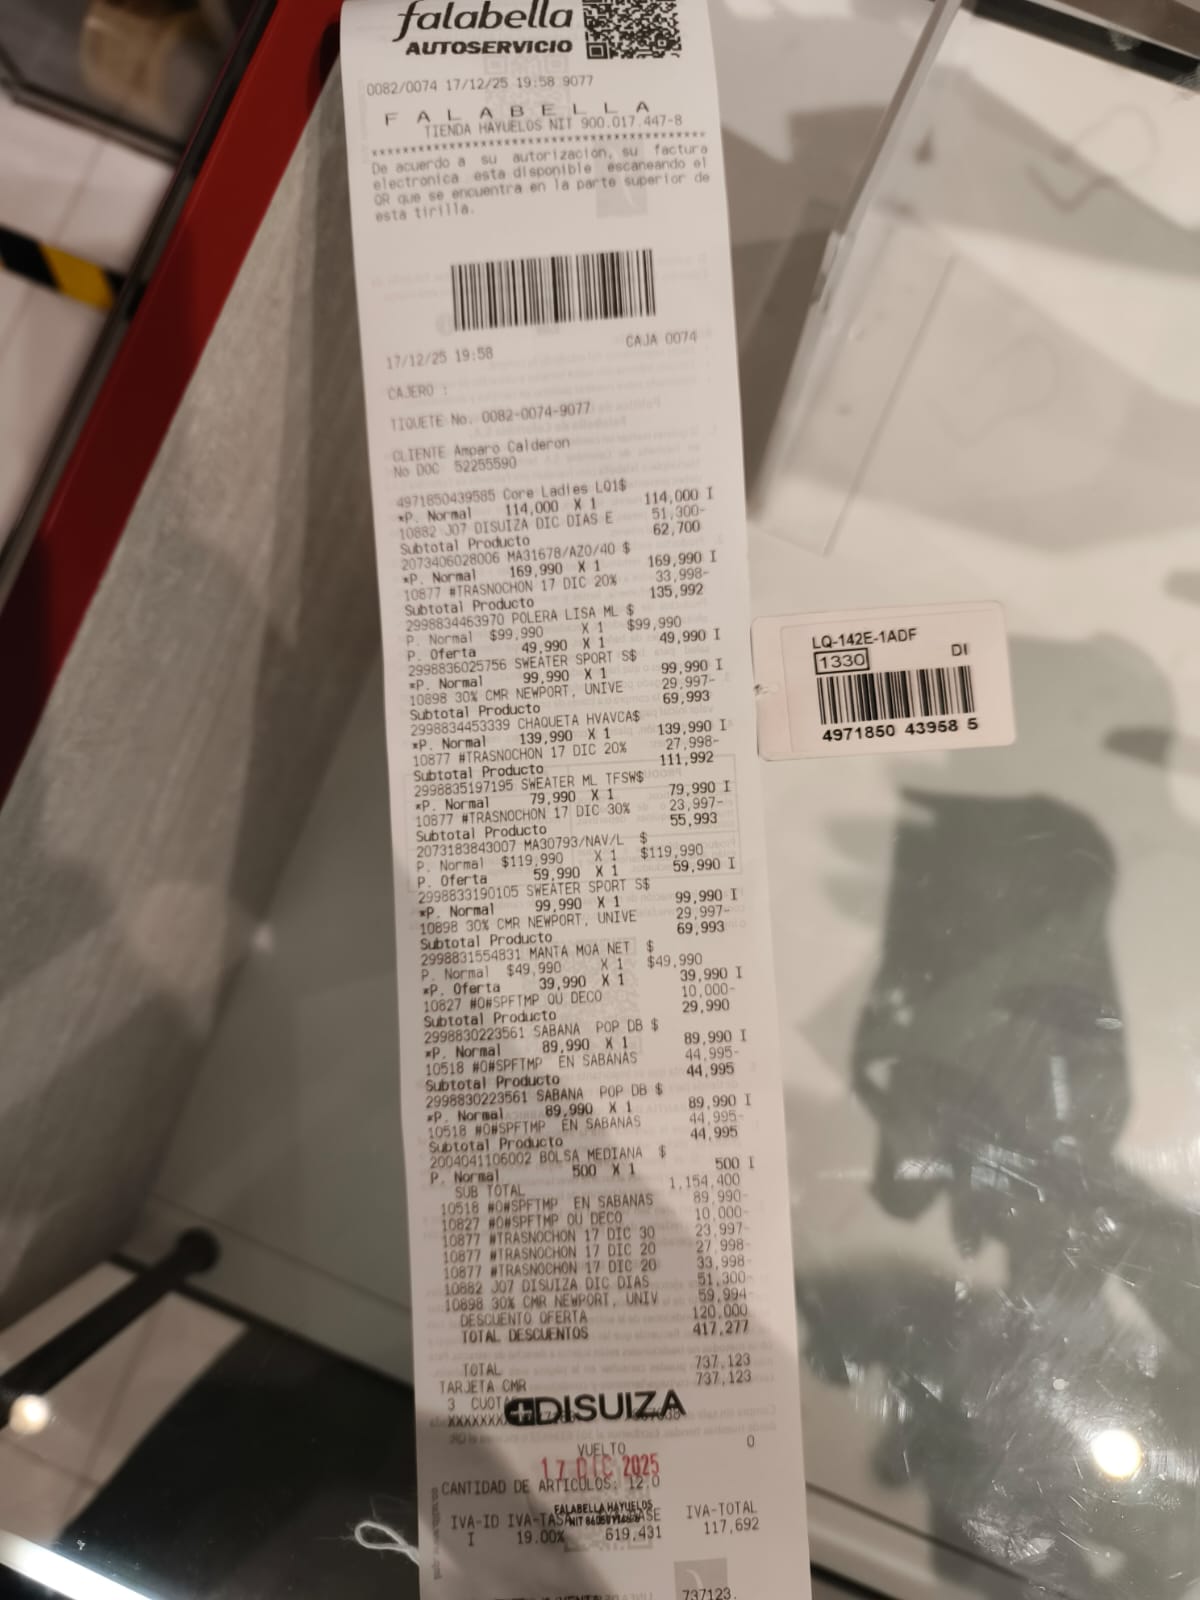 falabella
AUTOSERVICIO
0082/0074 17/12/25 19:58 9077
F A L A B E L L A
TIENDA HAYUELOS NIT 900.017.447-8
****************************************
De acuerdo a su autorizacion, su factura
electronica esta disponible escaneando el
QR que se encuentra en la parte superior de
esta tirilla.
17/12/25 19:58 CAJA 0074
CAJERO :
TIQUETE No. 0082-0074-9077
CLIENTE Amparo Calderon
No DOC 52255590
4971850439585 Core Ladies LQ1$
*P. Normal 114,000 X 1 114,000 I
10882 J07 DISUIZA DIC DIAS E 51,300-
Subtotal Producto 62,700
2073406028006 MA31678/AZO/40 $
*P. Normal 169,990 X 1 169,990 I
10877 #TRASNOCHON 17 DIC 20% 33,998-
Subtotal Producto 135,992
2998834463970 POLERA LISA ML $
P. Normal $99,990 X 1 $99,990
P. Oferta 49,990 X 1 49,990 I
2998836025756 SWEATER SPORT S$
*P. Normal 99,990 X 1 99,990 I
10898 30% CMR NEWPORT, UNIVE 29,997-
Subtotal Producto 69,993
2998834453339 CHAQUETA HVAVCA$
*P. Normal 139,990 X 1 139,990 I
10877 #TRASNOCHON 17 DIC 20% 27,998-
Subtotal Producto 111,992
2998835197195 SWEATER ML TFSW$
*P. Normal 79,990 X 1 79,990 I
10877 #TRASNOCHON 17 DIC 30% 23,997-
Subtotal Producto 55,993
2073183843007 MA30793/NAV/L $
P. Normal $119,990 X 1 $119,990
P. Oferta 59,990 X 1 59,990 I
2998833190105 SWEATER SPORT S$
*P. Normal 99,990 X 1 99,990 I
10898 30% CMR NEWPORT, UNIVE 29,997-
Subtotal Producto 69,993
2998831554831 MANTA MOA NET $
P. Normal $49,990 X 1 $49,990
*P. Oferta 39,990 X 1 39,990 I
10827 #O#SPFTMP OU DECO 10,000-
Subtotal Producto 29,990
2998830223561 SABANA POP DB $
*P. Normal 89,990 X 1 89,990 I
10518 #O#SPFTMP EN SABANAS 44,995-
Subtotal Producto 44,995
2998830223561 SABANA POP DB $
*P. Normal 89,990 X 1 89,990 I
10518 #O#SPFTMP EN SABANAS 44,995-
Subtotal Producto 44,995
2004041106002 BOLSA MEDIANA $
P. Normal 500 X 1 500 I
SUB TOTAL 1,154,400
10518 #O#SPFTMP EN SABANAS 89,990-
10827 #O#SPFTMP OU DECO 10,000-
10877 #TRASNOCHON 17 DIC 30 23,997-
10877 #TRASNOCHON 17 DIC 20 27,998-
10877 #TRASNOCHON 17 DIC 20 33,998-
10882 J07 DISUIZA DIC DIAS 51,300-
10898 30% CMR NEWPORT, UNIV 59,994-
DESCUENTO OFERTA 120,000
TOTAL DESCUENTOS 417,277
TOTAL 737,123
TARJETA CMR 737,123
3 CUOT
XXXXXXX
DISUIZA
VUELTO 0
17 DIC 2025
CANTIDAD DE ARTICULOS: 12.0
FALABELLA HAYUELOS
IVA-ID IVA-TASA BASE IVA-TOTAL
I 19.00% 619,431 117,692
737123.
LQ-142E-1ADF
1330 DI
4971850 43958 5